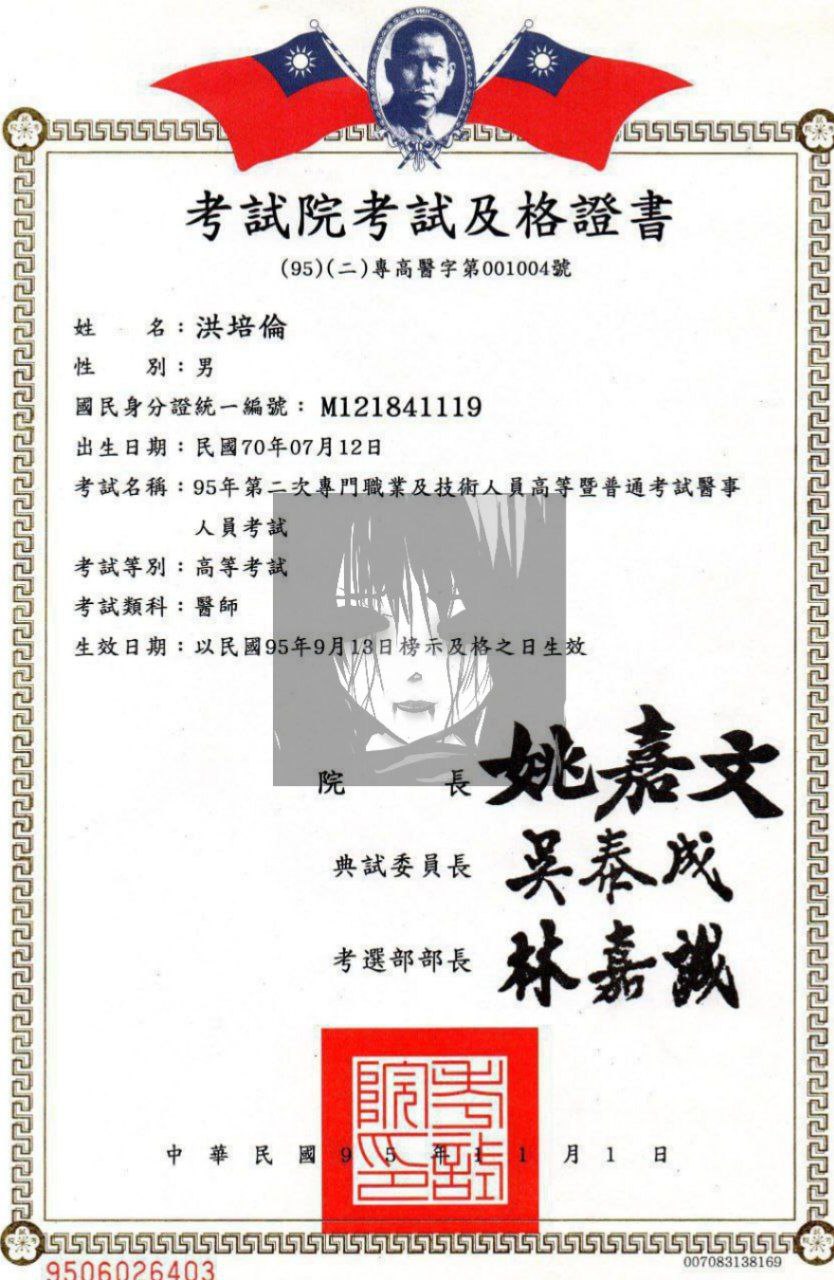 考試院考試及格證書
(95)(二)專高醫字第001004號
姓 名：洪培倫
性 別：男
國民身分證統一編號：M121841119
出生日期：民國70年07月12日
考試名稱：95年第二次專門職業及技術人員高等暨普通考試醫事
人員考試
考試等別：高等考試
考試類科：醫師
生效日期：以民國95年9月13日榜示及格之日生效
院 長 姚嘉文
典試委員長 吳泰成
考選部部長 林嘉誠
考試院印
中華民國95年11月1日
007083138169
9506026403